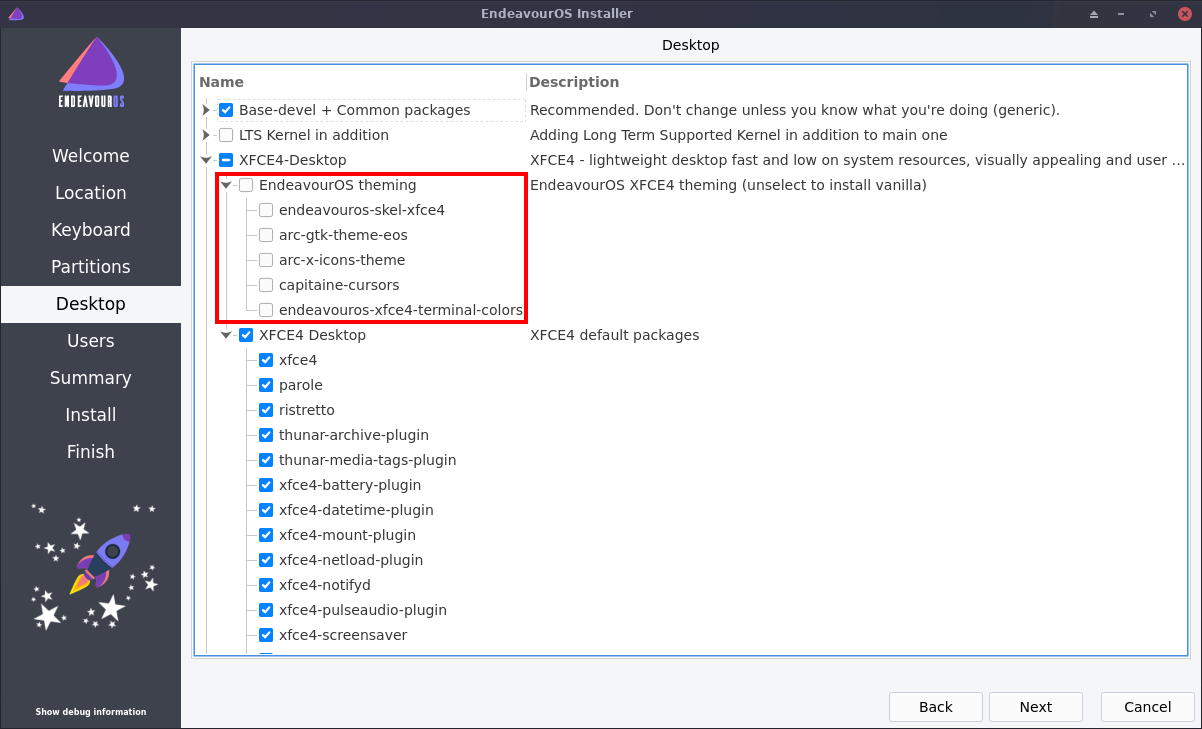 EndeavourOS Installer
ENDEAVOUROS
Welcome
Location
Keyboard
Partitions
Desktop
Users
Summary
Install
Finish
Show debug information
Desktop
Name Description
Base-devel + Common packages Recommended. Don't change unless you know what you're doing (generic).
LTS Kernel in addition Adding Long Term Supported Kernel in addition to main one
XFCE4-Desktop XFCE4 - lightweight desktop fast and low on system resources, visually appealing and user ...
EndeavourOS theming EndeavourOS XFCE4 theming (unselect to install vanilla)
endeavouros-skel-xfce4
arc-gtk-theme-eos
arc-x-icons-theme
capitaine-cursors
endeavouros-xfce4-terminal-colors
XFCE4 Desktop XFCE4 default packages
xfce4
parole
ristretto
thunar-archive-plugin
thunar-media-tags-plugin
xfce4-battery-plugin
xfce4-datetime-plugin
xfce4-mount-plugin
xfce4-netload-plugin
xfce4-notifyd
xfce4-pulseaudio-plugin
xfce4-screensaver
Back Next Cancel